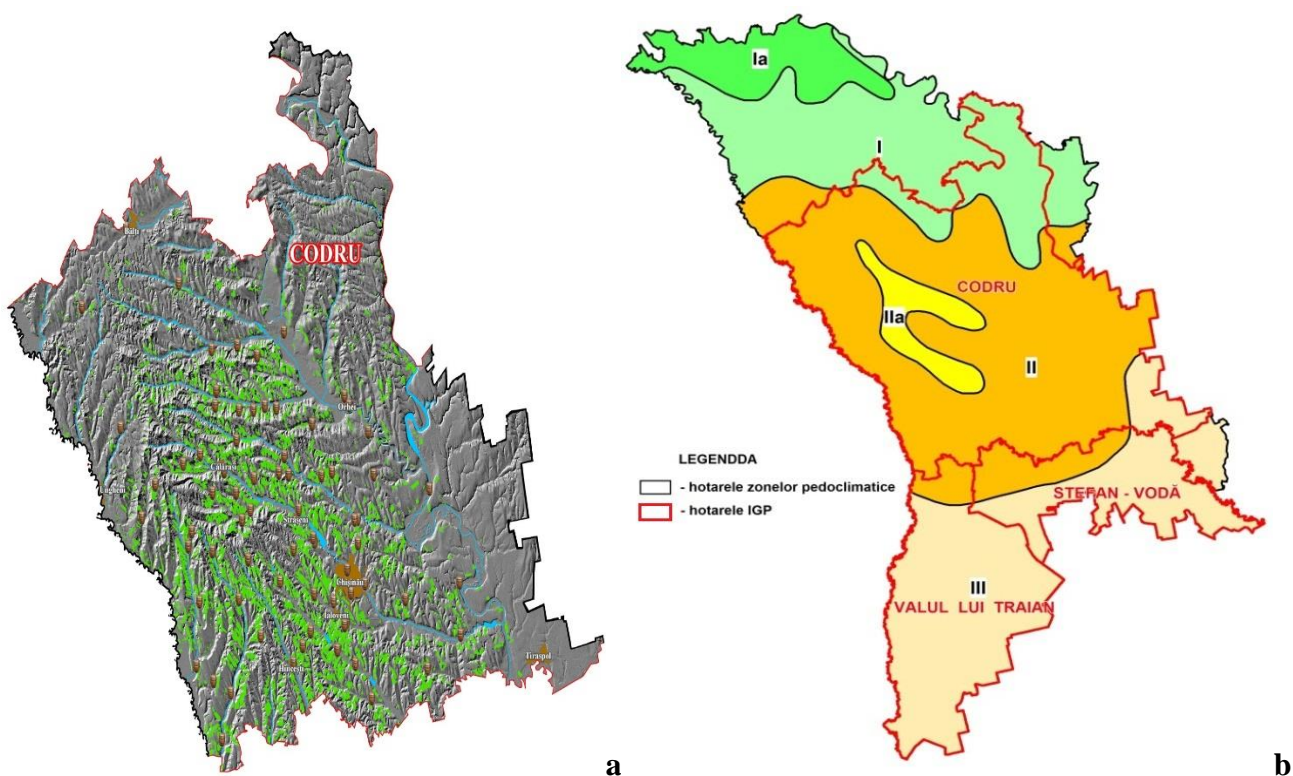 CODRU
Bălți
Orhei
Ungheni
Călărași
Strășeni
Chișinău
Ialoveni
Hîncești
Tiraspol
a
Ia
I
CODRU
IIa
II
LEGENDDA
- hotarele zonelor pedoclimatice
- hotarele IGP
ȘTEFAN - VODĂ
III
VALUL LUI TRAIAN
b